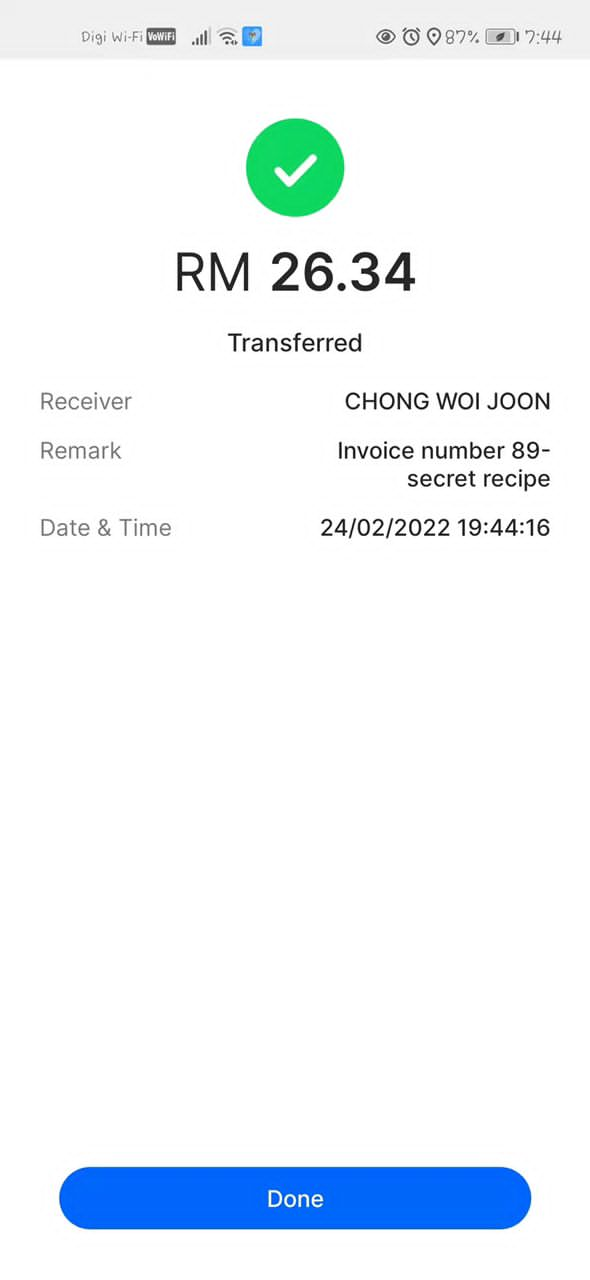 Digi Wi-Fi VoWiFi 87% 7:44
RM 26.34
Transferred
Receiver CHONG WOI JOON
Remark Invoice number 89-
secret recipe
Date & Time 24/02/2022 19:44:16
Done